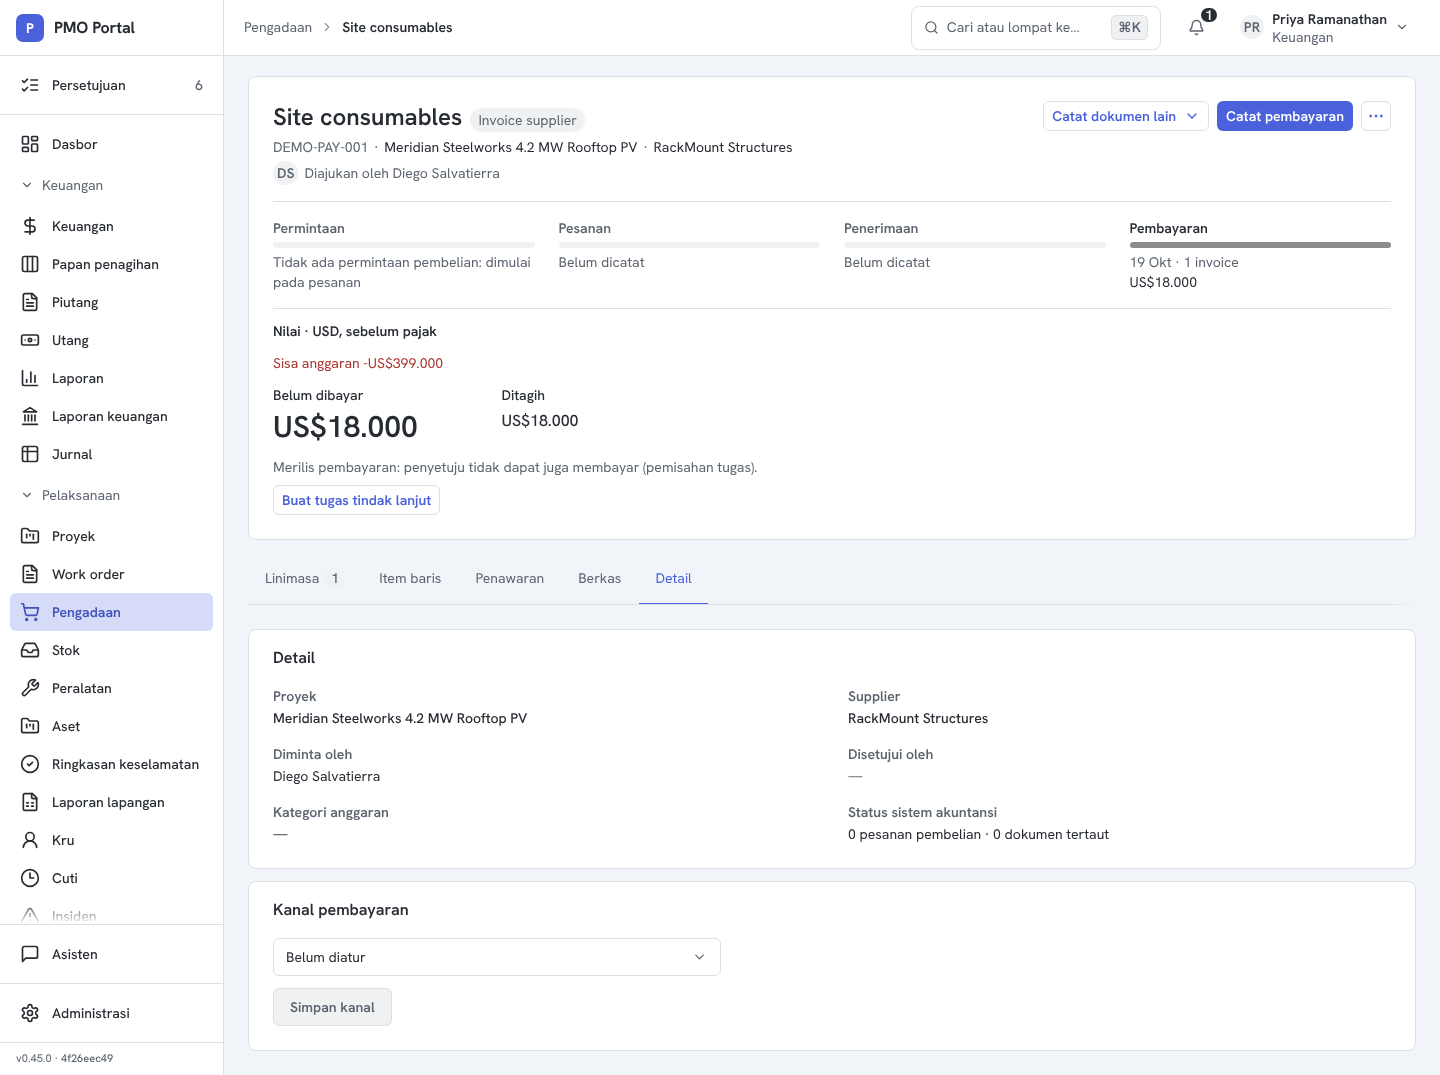 P PMO Portal
Pengadaan Site consumables
Cari atau lompat ke... ⌘K
1
PR Priya Ramanathan
Keuangan
Persetujuan 6
Dasbor
Keuangan
Keuangan
Papan penagihan
Piutang
Utang
Laporan
Laporan keuangan
Jurnal
Pelaksanaan
Proyek
Work order
Pengadaan
Stok
Peralatan
Aset
Ringkasan keselamatan
Laporan lapangan
Kru
Cuti
Insiden
Asisten
Administrasi
v0.45.0 · 4f26eec49
Site consumables Invoice supplier
Catat dokumen lain Catat pembayaran
DEMO-PAY-001 · Meridian Steelworks 4.2 MW Rooftop PV · RackMount Structures
DS Diajukan oleh Diego Salvatierra
Permintaan
Tidak ada permintaan pembelian: dimulai
pada pesanan
Pesanan
Belum dicatat
Penerimaan
Belum dicatat
Pembayaran
19 Okt · 1 invoice
US$18.000
Nilai · USD, sebelum pajak
Sisa anggaran -US$399.000
Belum dibayar
US$18.000
Ditagih
US$18.000
Merilis pembayaran: penyetuju tidak dapat juga membayar (pemisahan tugas).
Buat tugas tindak lanjut
Linimasa 1 Item baris Penawaran Berkas Detail
Detail
Proyek
Meridian Steelworks 4.2 MW Rooftop PV
Supplier
RackMount Structures
Diminta oleh
Diego Salvatierra
Disetujui oleh
—
Kategori anggaran
—
Status sistem akuntansi
0 pesanan pembelian · 0 dokumen tertaut
Kanal pembayaran
Belum diatur
Simpan kanal